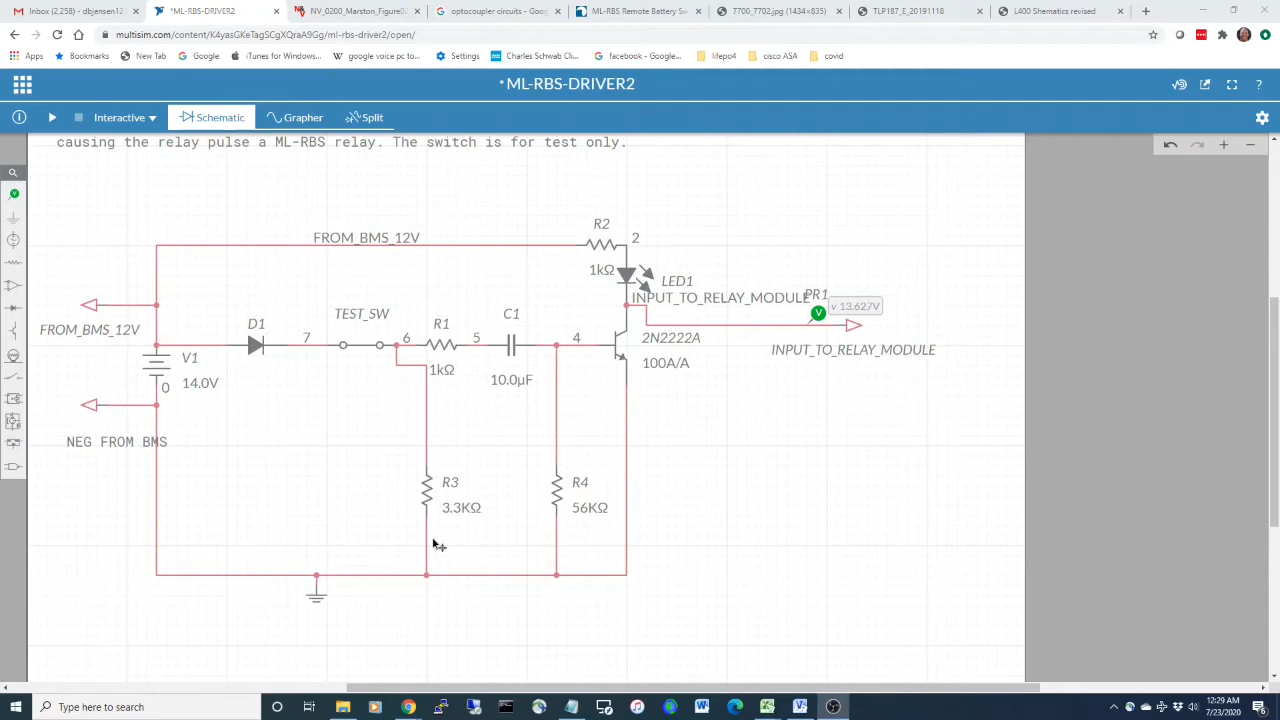 Inbox (2,258) - dbjensen12
*ML-RBS-DRIVER2
NV_0200_Marston_Figure0
optocoupler circuits - Goog
ML-RBS Remote Battery Sw
7700_7702.jpg (1434×835)
TLP187_E_20191118
L400 Schematics revised
multisim.com/content/K4yasGKeTagSCgXQraA9Gg/ml-rbs-driver2/open/
Apps
Bookmarks
New Tab
Google
iTunes for Windows...
google voice pc to...
Settings
Charles Schwab Cli...
facebook - Google...
lifepo4
cisco ASA
covid
*ML-RBS-DRIVER2
Interactive
Schematic
Grapher
Split
causing the relay pulse a ML-RBS relay. The switch is for test only.
R2
FROM_BMS_12V
2
1kΩ
LED1
INPUT_TO_RELAY_MODULE
PR1
V
v 13.627V
FROM_BMS_12V
D1
7
TEST_SW
6
R1
5
C1
4
2N2222A
INPUT_TO_RELAY_MODULE
V1
1kΩ
10.0µF
100A/A
14.0V
0
NEG FROM BMS
R3
R4
3.3KΩ
56KΩ
Type here to search
12:29 AM
7/23/2020
6